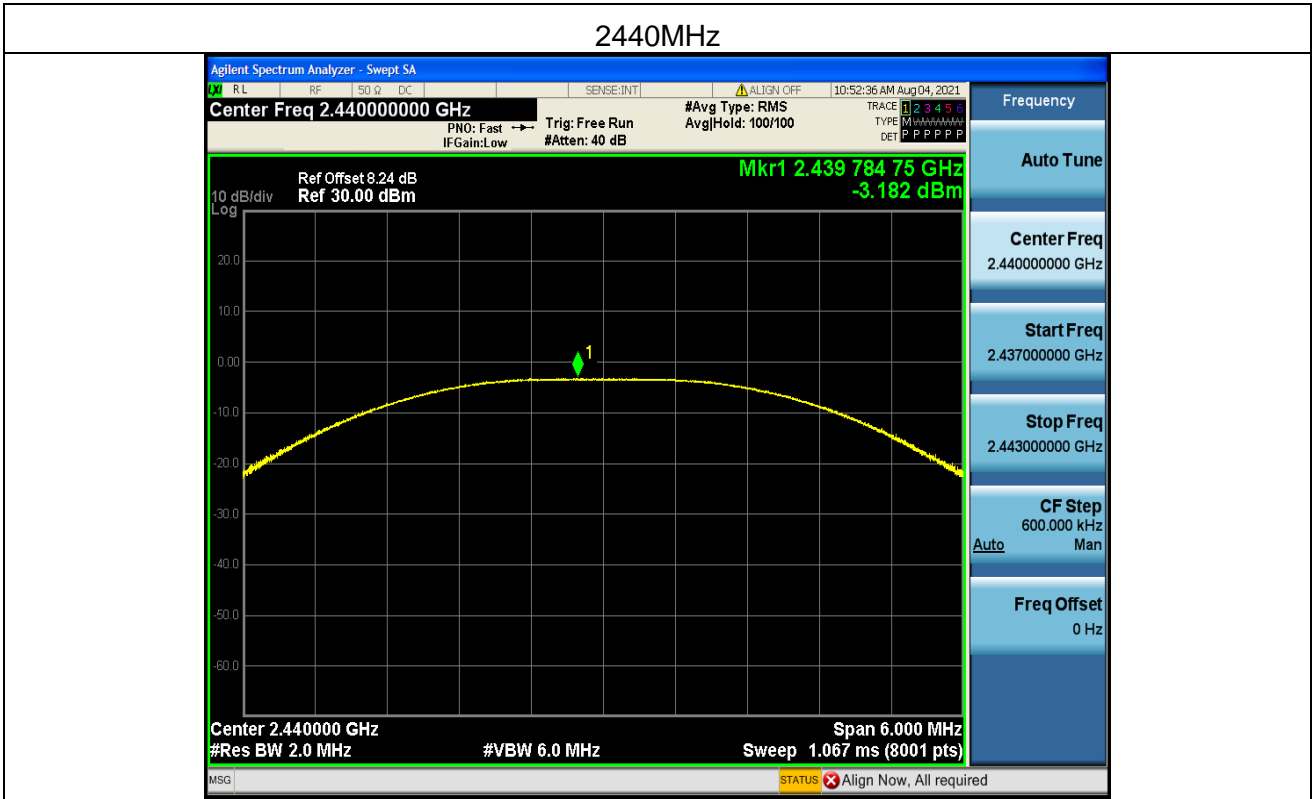 2440MHz
Agilent Spectrum Analyzer - Swept SA
LXI RL RF 50 Ω DC SENSE:INT ALIGN OFF 10:52:36 AM Aug 04, 2021
Center Freq 2.440000000 GHz
PNO: Fast
IFGain:Low
Trig: Free Run
#Atten: 40 dB
#Avg Type: RMS
Avg|Hold: 100/100
TRACE 1 2 3 4 5 6
TYPE M WWWWW
DET P P P P P P
Ref Offset 8.24 dB
10 dB/div Ref 30.00 dBm
Log
Mkr1 2.439 784 75 GHz
-3.182 dBm
20.0
10.0
0.00
-10.0
-20.0
-30.0
-40.0
-50.0
-60.0
1
Center 2.440000 GHz Span 6.000 MHz
#Res BW 2.0 MHz #VBW 6.0 MHz Sweep 1.067 ms (8001 pts)
MSG STATUS Align Now, All required
Frequency
Auto Tune
Center Freq
2.440000000 GHz
Start Freq
2.437000000 GHz
Stop Freq
2.443000000 GHz
CF Step
600.000 kHz
Auto Man
Freq Offset
0 Hz